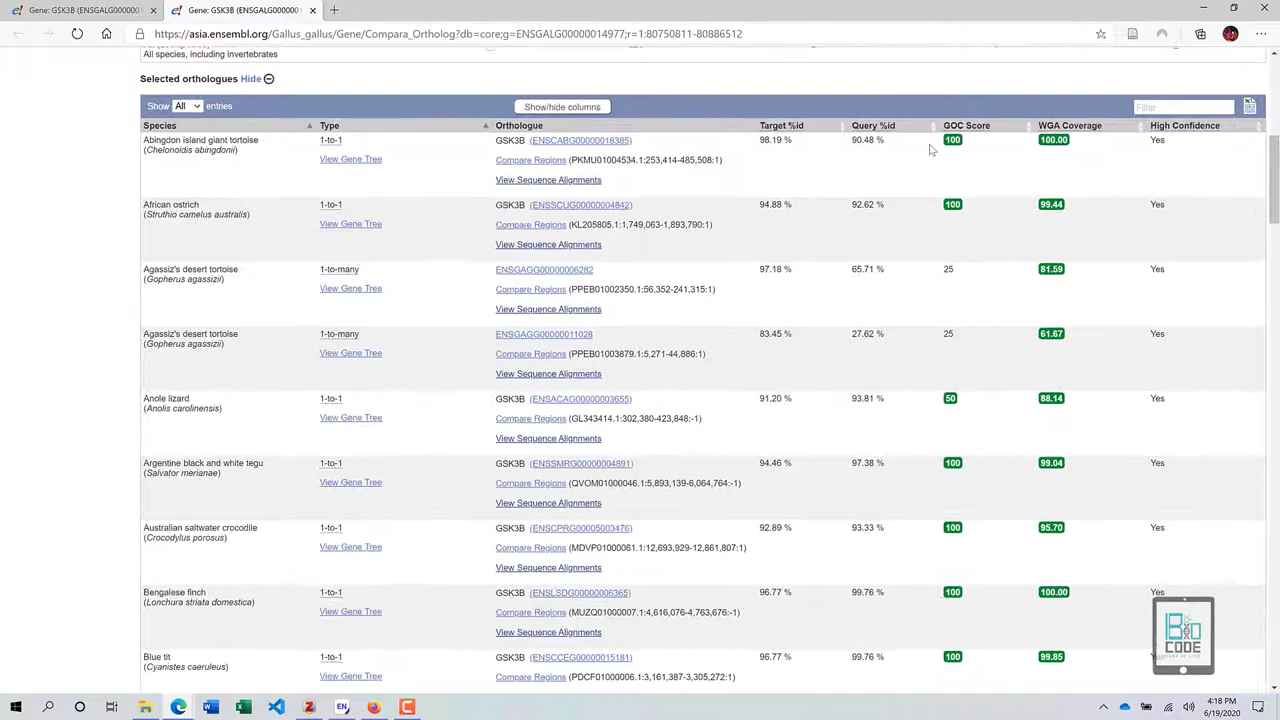 Gene: GSK3B (ENSGALG0000001
Gene: GSK3B (ENSGALG0000001
https://asia.ensembl.org/Gallus_gallus/Gene/Compara_Ortholog?db=core;g=ENSGALG00000014977;r=1:80750811-80886512
All species, including invertebrates
Selected orthologues Hide
Show All entries Show/hide columns Filter
Species Type Orthologue Target %id Query %id GOC Score WGA Coverage High Confidence
Abingdon island giant tortoise 1-to-1 GSK3B (ENSCABG00000018385) 98.19 % 90.48 % 100 100.00 Yes
(Chelonoidis abingdonii) View Gene Tree Compare Regions (PKMU01004534.1:253,414-485,508:1)
View Sequence Alignments
African ostrich 1-to-1 GSK3B (ENSSCUG00000004842) 94.88 % 92.62 % 100 99.44 Yes
(Struthio camelus australis) View Gene Tree Compare Regions (KL205805.1:1,749,063-1,893,790:1)
View Sequence Alignments
Agassiz's desert tortoise 1-to-many ENSGAGG00000006282 97.18 % 65.71 % 25 81.59 Yes
(Gopherus agassizii) View Gene Tree Compare Regions (PPEB01002350.1:56,352-241,315:1)
View Sequence Alignments
Agassiz's desert tortoise 1-to-many ENSGAGG00000011028 83.45 % 27.62 % 25 61.67 Yes
(Gopherus agassizii) View Gene Tree Compare Regions (PPEB01003879.1:5,271-44,886:1)
View Sequence Alignments
Anole lizard 1-to-1 GSK3B (ENSACAG00000003655) 91.20 % 93.81 % 50 88.14 Yes
(Anolis carolinensis) View Gene Tree Compare Regions (GL343414.1:302,380-423,848:-1)
View Sequence Alignments
Argentine black and white tegu 1-to-1 GSK3B (ENSSMRG00000004891) 94.46 % 97.38 % 100 99.04 Yes
(Salvator merianae) View Gene Tree Compare Regions (QVOM01000046.1:5,893,139-6,064,764:-1)
View Sequence Alignments
Australian saltwater crocodile 1-to-1 GSK3B (ENSCPRG00005003476) 92.89 % 93.33 % 100 95.70 Yes
(Crocodylus porosus) View Gene Tree Compare Regions (MDVP01000061.1:12,693,929-12,861,807:1)
View Sequence Alignments
Bengalese finch 1-to-1 GSK3B (ENSLSDG00000006365) 96.77 % 99.76 % 100 100.00 Yes
(Lonchura striata domestica) View Gene Tree Compare Regions (MUZQ01000007.1:4,616,076-4,763,676:-1)
View Sequence Alignments
Blue tit 1-to-1 GSK3B (ENSCCEG00000015181) 96.77 % 99.76 % 100 99.85
(Cyanistes caeruleus) View Gene Tree Compare Regions (PDCF01000006.1:3,161,387-3,305,272:1)
CODE
4:18 PM
6/19/2020